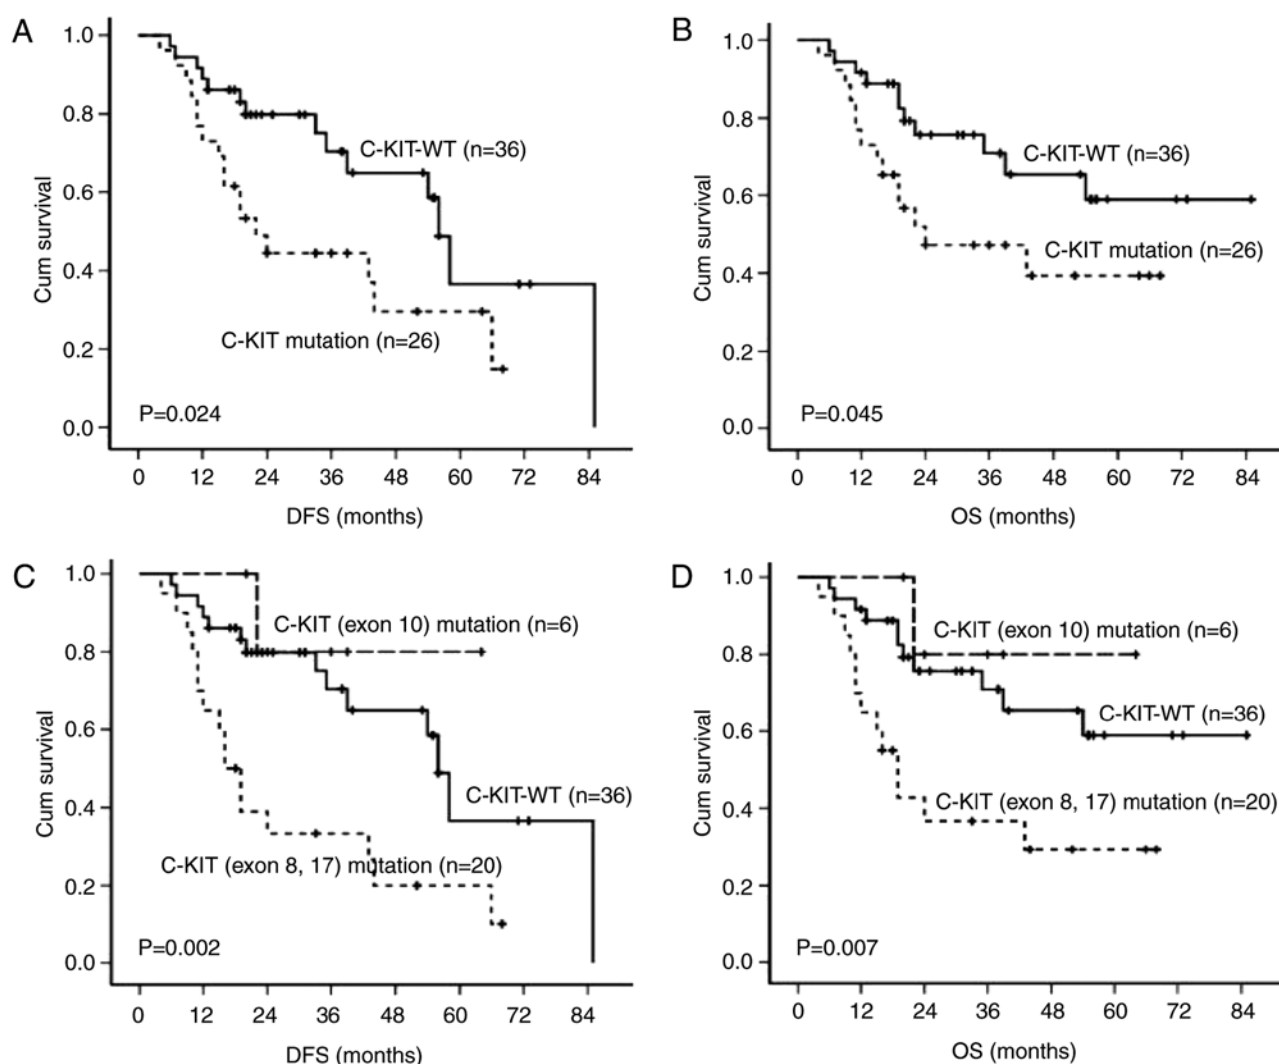 A
1.0
0.8
0.6
0.4
0.2
0.0
Cum survival
C-KIT-WT (n=36)
C-KIT mutation (n=26)
P=0.024
0 12 24 36 48 60 72 84
DFS (months)
B
1.0
0.8
0.6
0.4
0.2
0.0
Cum survival
C-KIT-WT (n=36)
C-KIT mutation (n=26)
P=0.045
0 12 24 36 48 60 72 84
OS (months)
C
1.0
0.8
0.6
0.4
0.2
0.0
Cum survival
C-KIT (exon 10) mutation (n=6)
C-KIT-WT (n=36)
C-KIT (exon 8, 17) mutation (n=20)
P=0.002
0 12 24 36 48 60 72 84
DFS (months)
D
1.0
0.8
0.6
0.4
0.2
0.0
Cum survival
C-KIT (exon 10) mutation (n=6)
C-KIT-WT (n=36)
C-KIT (exon 8, 17) mutation (n=20)
P=0.007
0 12 24 36 48 60 72 84
OS (months)